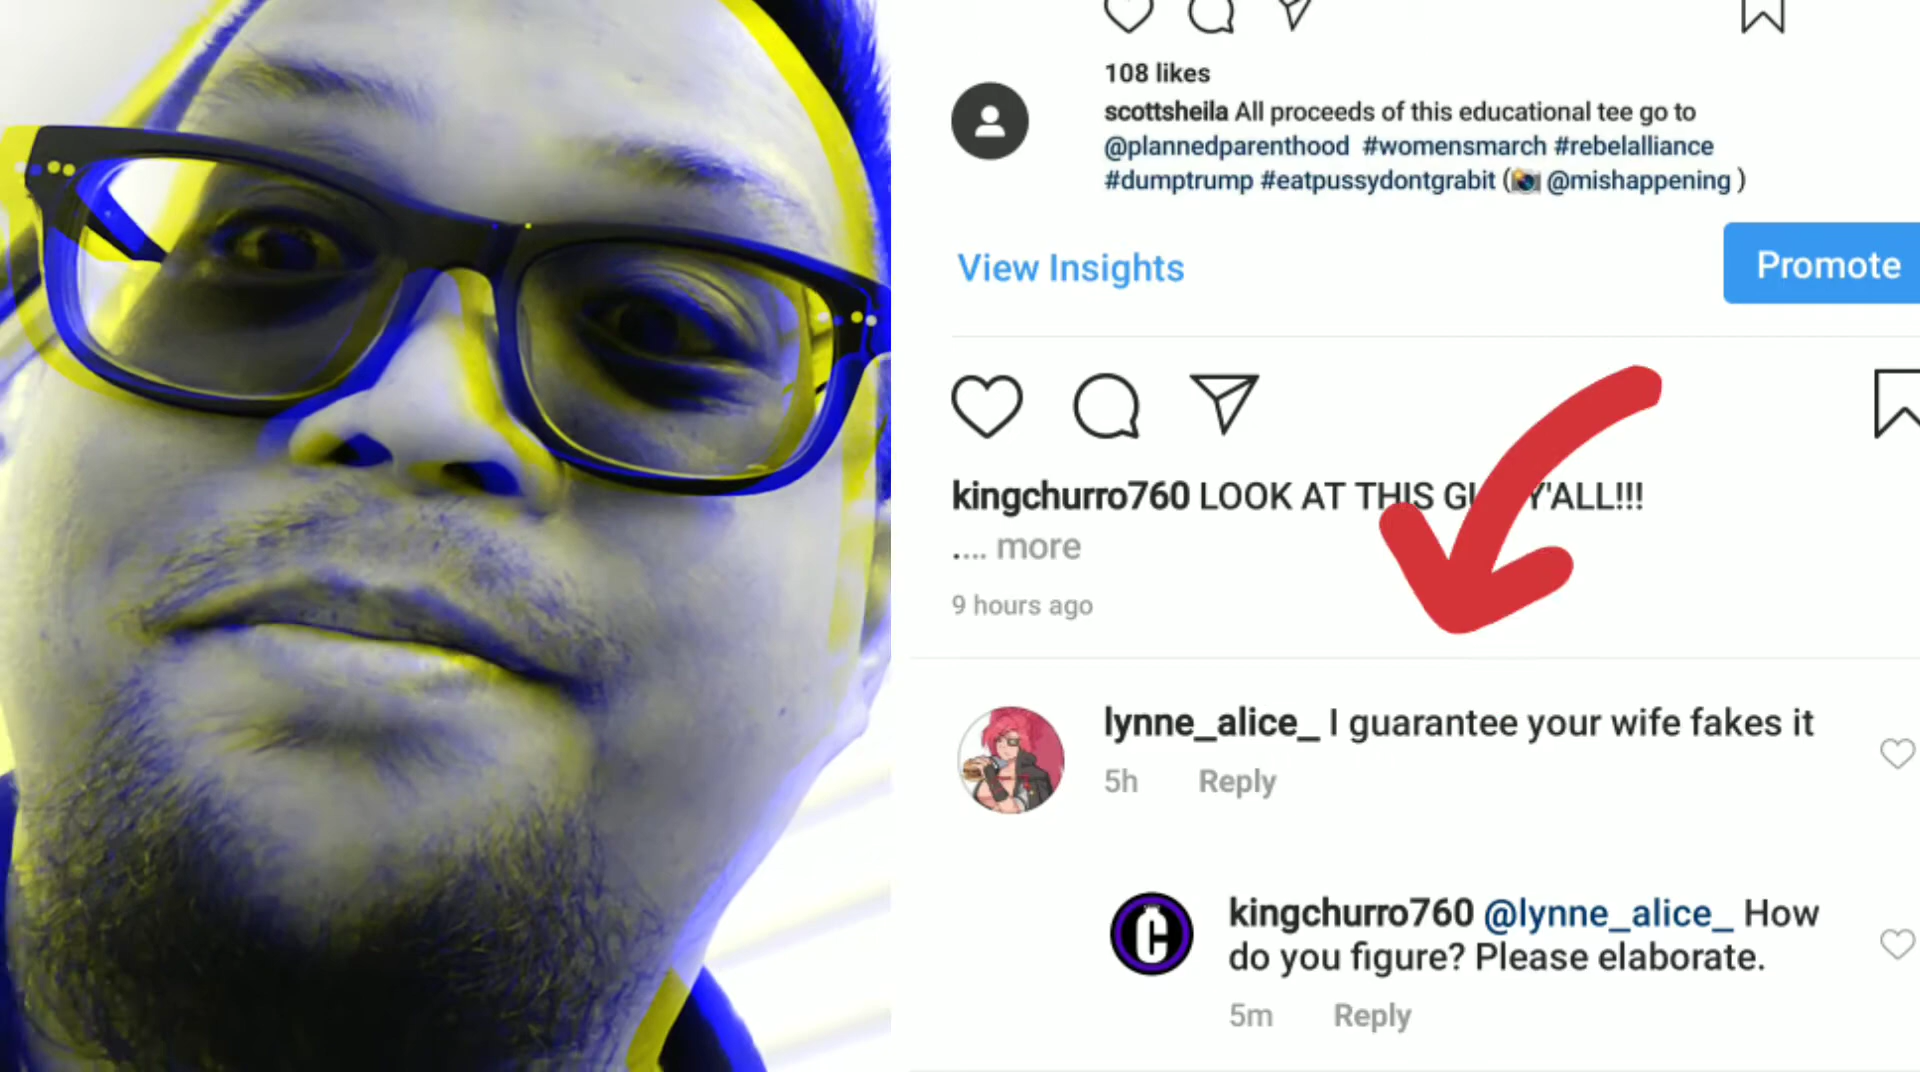 108 likes
scottsheila All proceeds of this educational tee go to
@plannedparenthood #womensmarch #rebelalliance
#dumptrump #eatpussydontgrabit (📸 @mishappening )
View Insights
Promote
kingchurro760 LOOK AT THIS Y'ALL!!!
.... more
9 hours ago
lynne_alice_ I guarantee your wife fakes it
5h Reply
kingchurro760 @lynne_alice_ How
do you figure? Please elaborate.
5m Reply